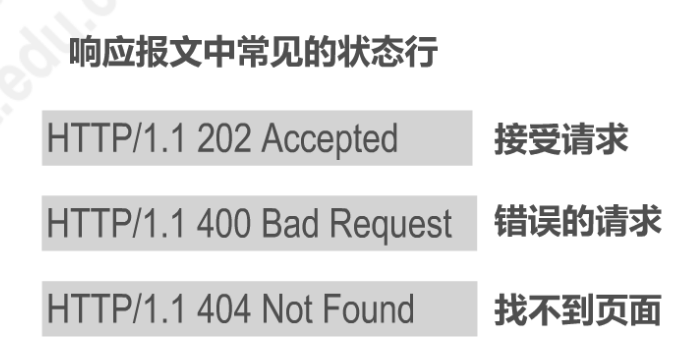 响应报文中常见的状态行
HTTP/1.1 202 Accepted 接受请求
HTTP/1.1 400 Bad Request 错误的请求
HTTP/1.1 404 Not Found 找不到页面
.edu.c